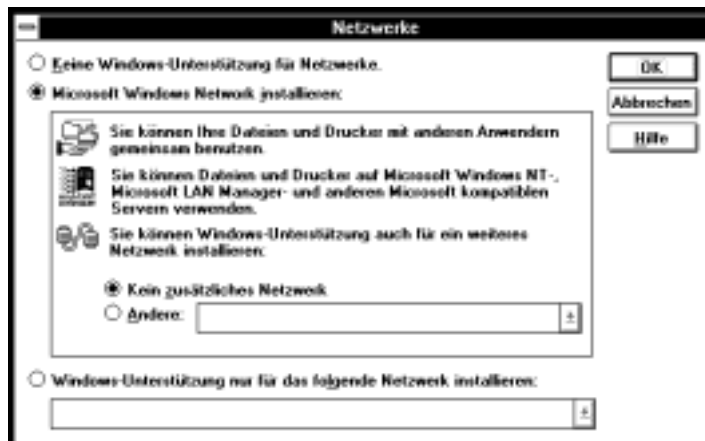 Netzwerke
Keine Windows-Unterstützung für Netzwerke.
OK
Microsoft Windows Network installieren:
Abbrechen
Hilfe
Sie können Ihre Dateien und Drucker mit anderen Anwendern
gemeinsam benutzen.
Sie können Dateien und Drucker auf Microsoft Windows NT-,
Microsoft LAN Manager- und anderen Microsoft kompatiblen
Servern verwenden.
Sie können Windows-Unterstützung auch für ein weiteres
Netzwerk installieren:
Kein zusätzliches Netzwerk
Andere:
Windows-Unterstützung nur für das folgende Netzwerk installieren: